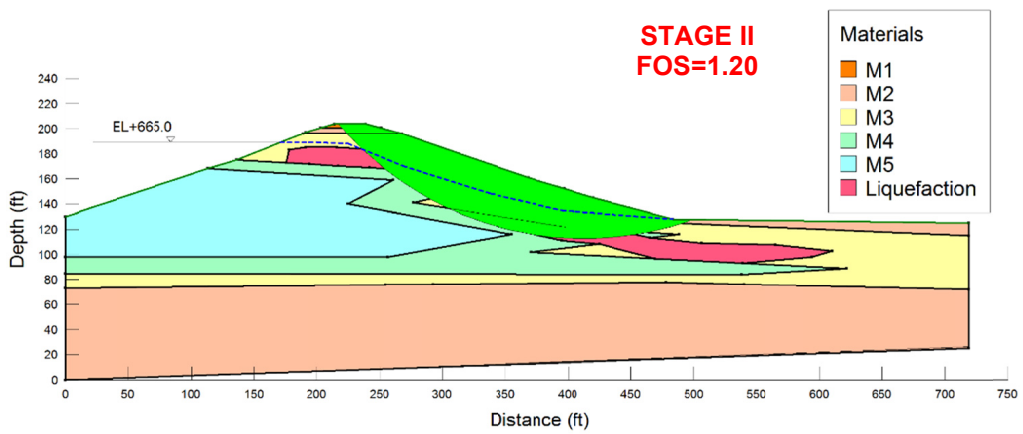 STAGE II
FOS=1.20
Materials
M1
M2
M3
M4
M5
Liquefaction
EL+665.0
Depth (ft)
240
220
200
180
160
140
120
100
80
60
40
20
0
0 50 100 150 200 250 300 350 400 450 500 550 600 650 700 750
Distance (ft)